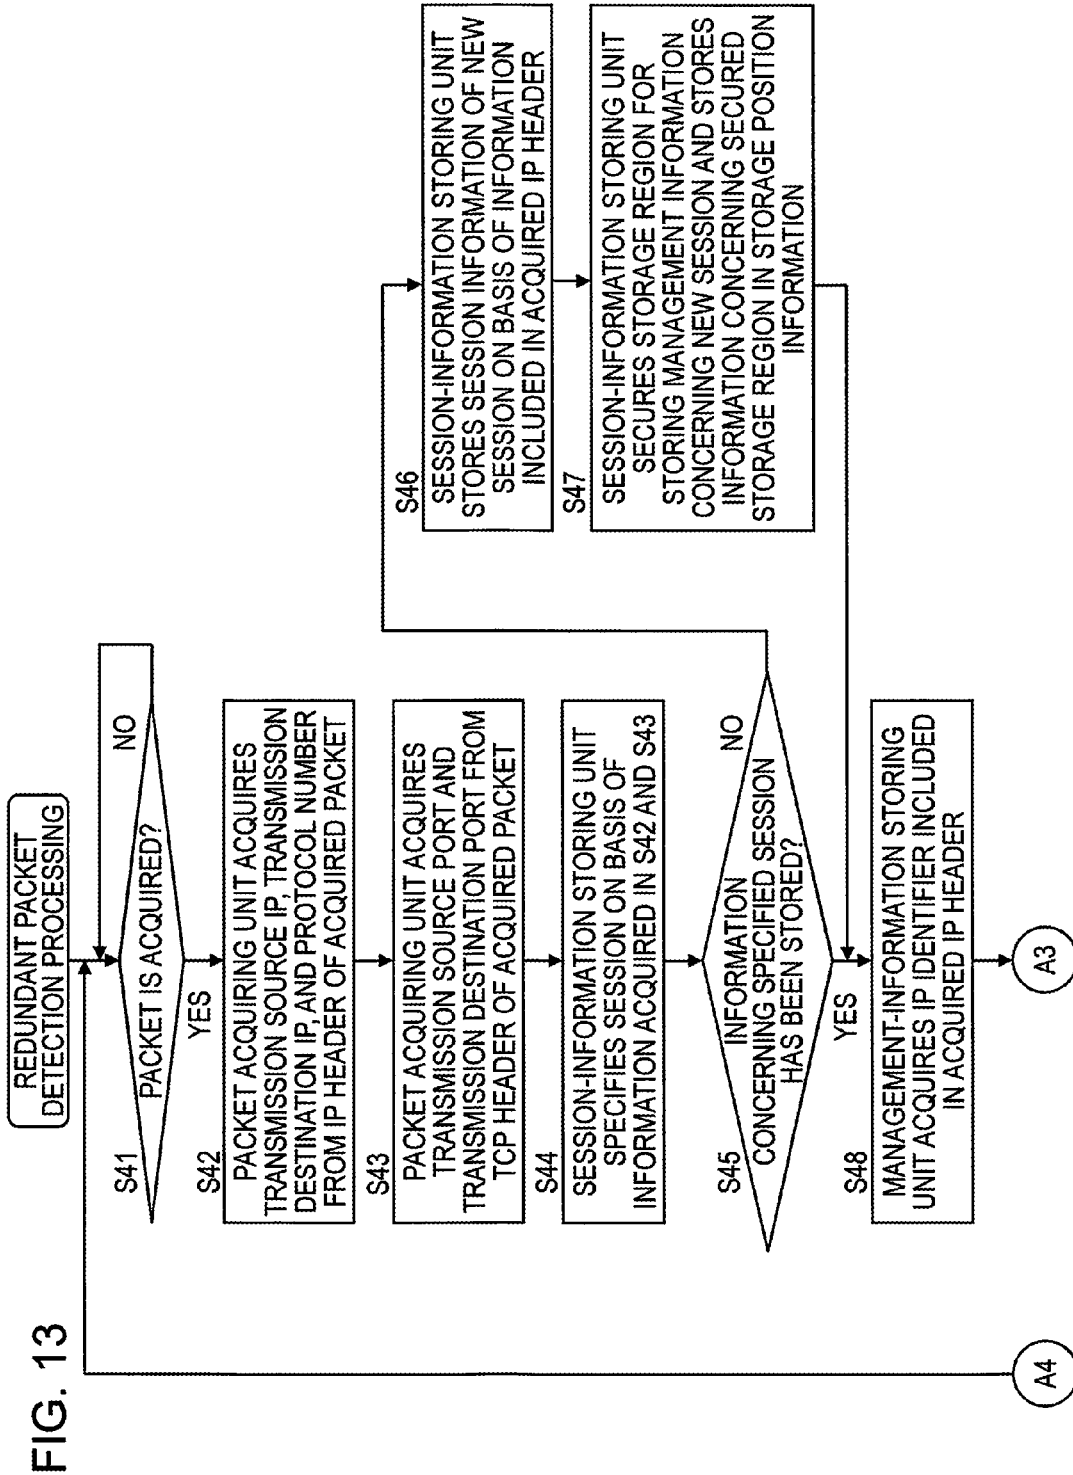 FIG. 13
REDUNDANT PACKET
DETECTION PROCESSING
S41
PACKET IS ACQUIRED?
NO
YES
S42
PACKET ACQUIRING UNIT ACQUIRES
TRANSMISSION SOURCE IP, TRANSMISSION
DESTINATION IP, AND PROTOCOL NUMBER
FROM IP HEADER OF ACQUIRED PACKET
S43
PACKET ACQUIRING UNIT ACQUIRES
TRANSMISSION SOURCE PORT AND
TRANSMISSION DESTINATION PORT FROM
TCP HEADER OF ACQUIRED PACKET
S44
SESSION-INFORMATION STORING UNIT
SPECIFIES SESSION ON BASIS OF
INFORMATION ACQUIRED IN S42 AND S43
S45
INFORMATION
CONCERNING SPECIFIED SESSION
HAS BEEN STORED?
NO
YES
S46
SESSION-INFORMATION STORING UNIT
STORES SESSION INFORMATION OF NEW
SESSION ON BASIS OF INFORMATION
INCLUDED IN ACQUIRED IP HEADER
S47
SESSION-INFORMATION STORING UNIT
SECURES STORAGE REGION FOR
STORING MANAGEMENT INFORMATION
CONCERNING NEW SESSION AND STORES
INFORMATION CONCERNING SECURED
STORAGE REGION IN STORAGE POSITION
INFORMATION
S48
MANAGEMENT-INFORMATION STORING
UNIT ACQUIRES IP IDENTIFIER INCLUDED
IN ACQUIRED IP HEADER
A4
A3